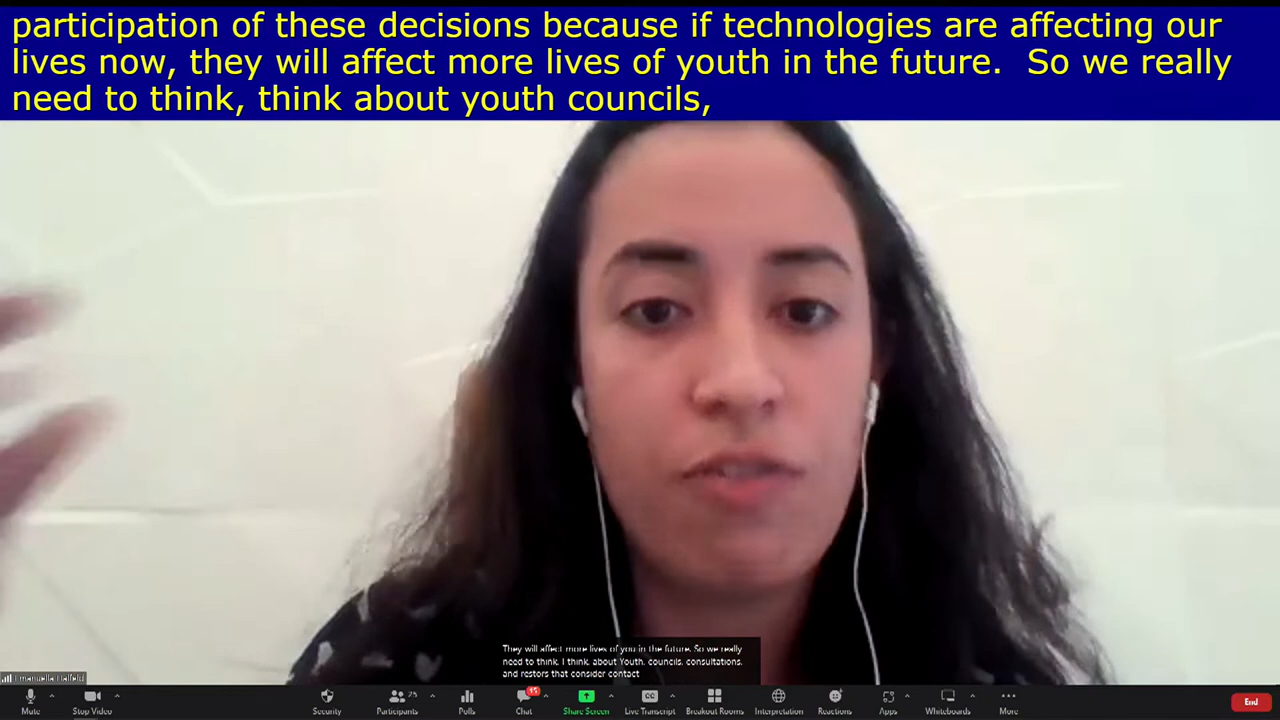 participation of these decisions because if technologies are affecting our
lives now, they will affect more lives of youth in the future.  So we really
need to think, think about youth councils,
They will affect more lives of you in the future. So we really
need to think. I think, about Youth, councils, consultations,
and restors that consider contact
Emanuella Halfeld
15
Mute
Stop Video
Security
Participants
Polls
Chat
Share Screen
Live Transcript
Breakout Rooms
Interpretation
Reactions
Apps
Whiteboards
More
End